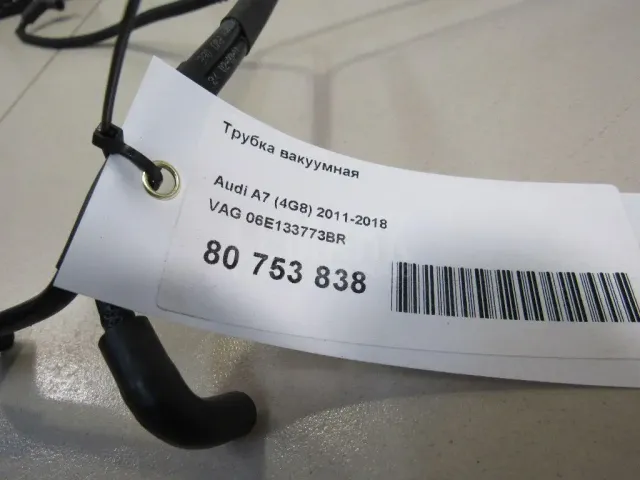 Трубка вакуумная
Audi A7 (4G8) 2011-2018
VAG 06E133773BR
80 753 838